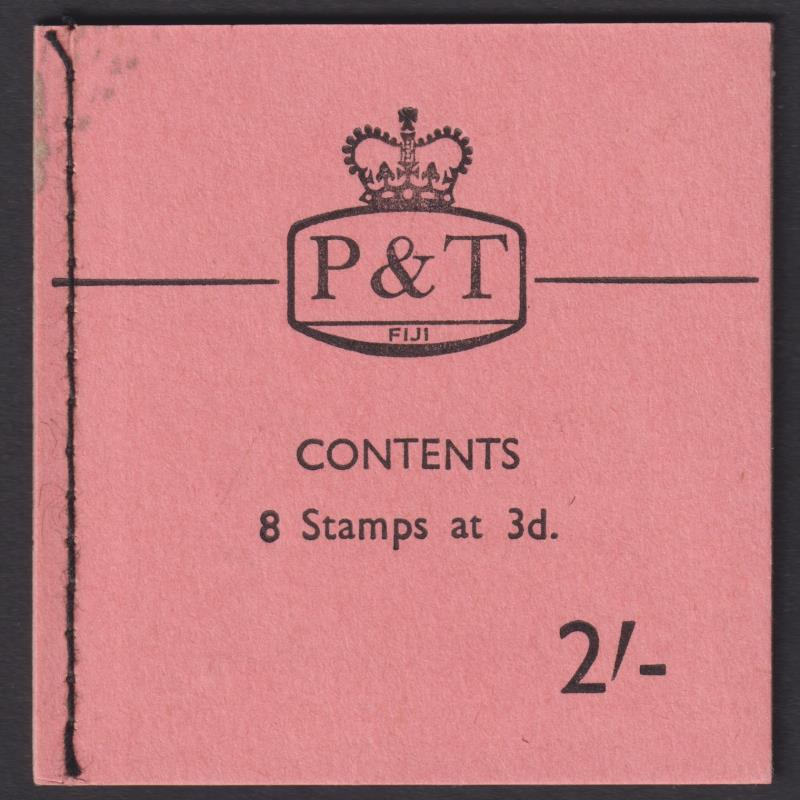 P&T
FIJI
CONTENTS
8 Stamps at 3d.
2/-